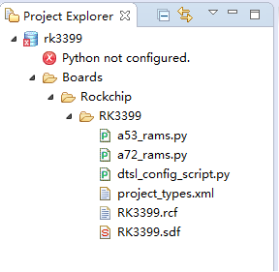 Project Explorer
rk3399
Python not configured.
Boards
Rockchip
RK3399
a53_rams.py
a72_rams.py
dtsl_config_script.py
project_types.xml
RK3399.rcf
RK3399.sdf